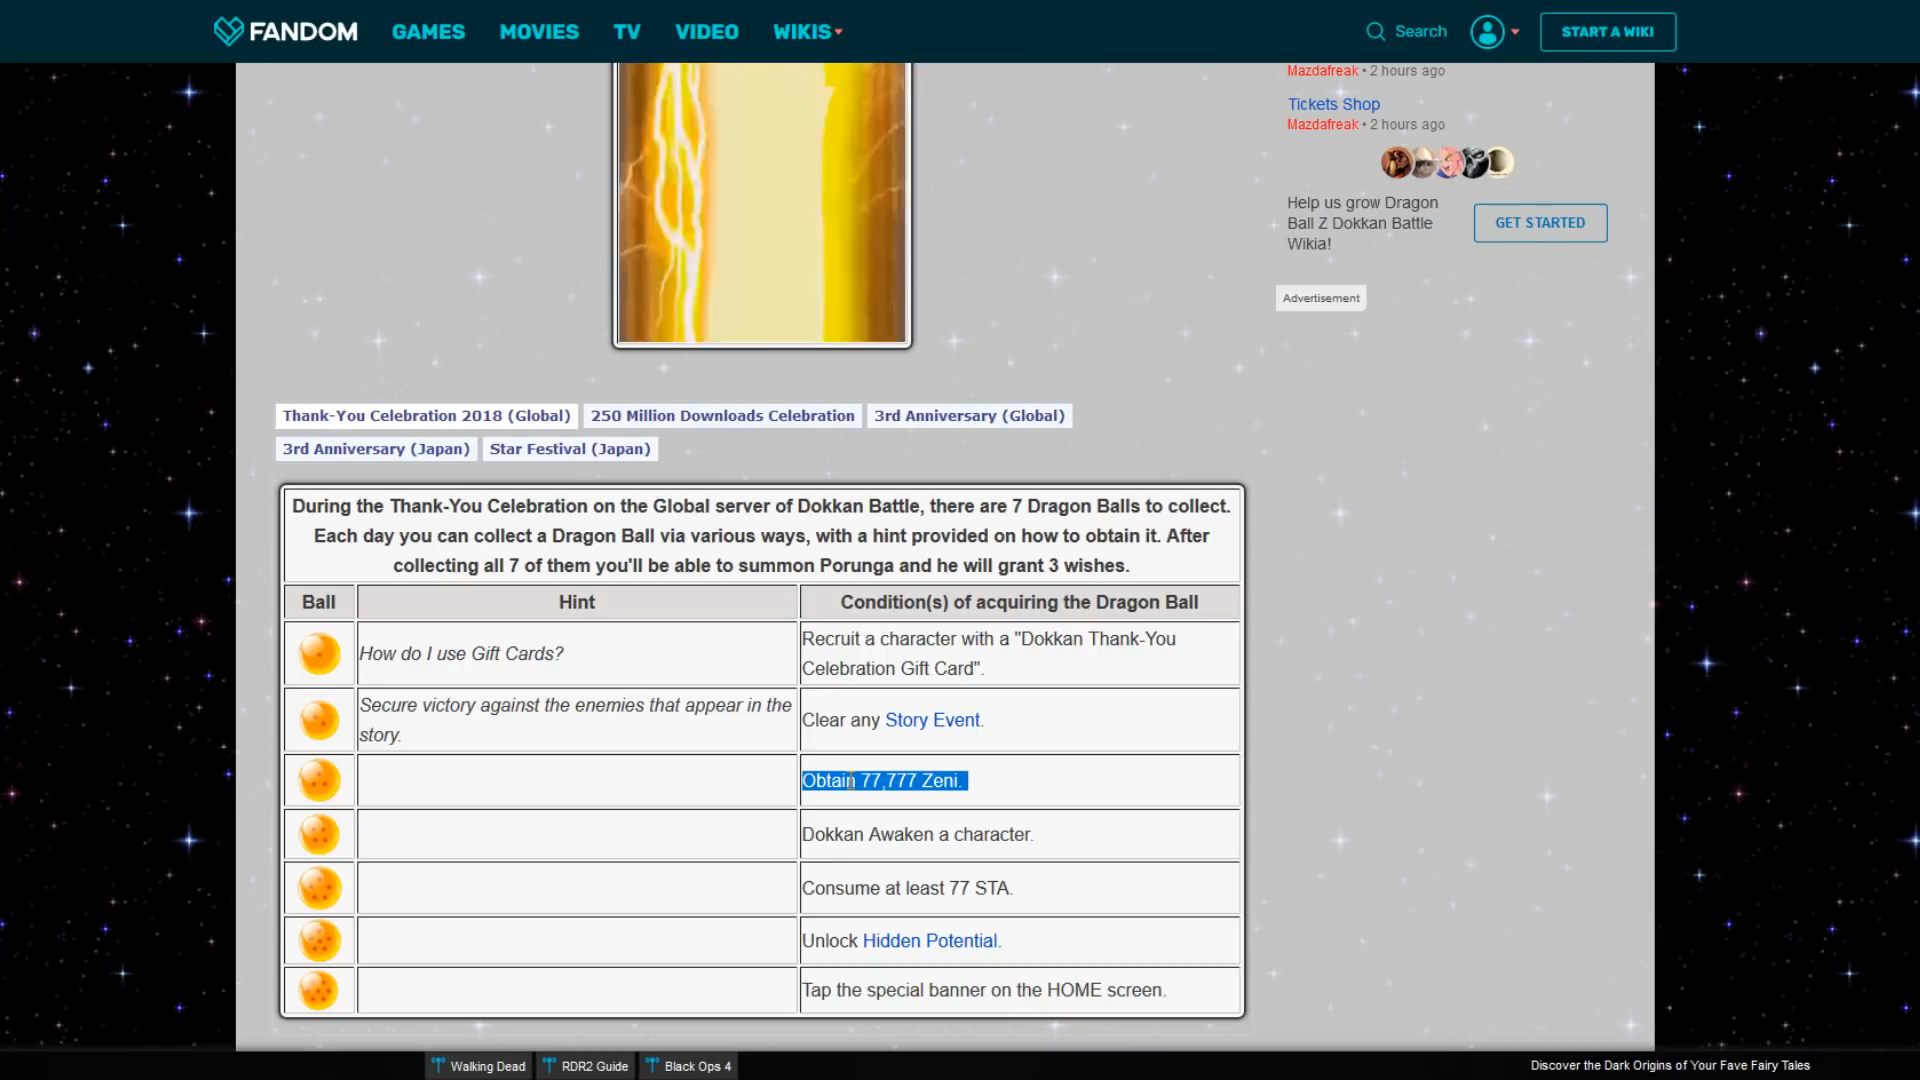 FANDOM
GAMES
MOVIES
TV
VIDEO
WIKIS
Search
START A WIKI
Mazdafreak • 2 hours ago
Tickets Shop
Mazdafreak • 2 hours ago
Help us grow Dragon
Ball Z Dokkan Battle
Wikia!
GET STARTED
Advertisement
Thank-You Celebration 2018 (Global)
250 Million Downloads Celebration
3rd Anniversary (Global)
3rd Anniversary (Japan)
Star Festival (Japan)
During the Thank-You Celebration on the Global server of Dokkan Battle, there are 7 Dragon Balls to collect.
Each day you can collect a Dragon Ball via various ways, with a hint provided on how to obtain it. After
collecting all 7 of them you'll be able to summon Porunga and he will grant 3 wishes.
Ball
Hint
Condition(s) of acquiring the Dragon Ball
How do I use Gift Cards?
Recruit a character with a "Dokkan Thank-You
Celebration Gift Card".
Secure victory against the enemies that appear in the
story.
Clear any Story Event.
Obtain 77,777 Zeni.
Dokkan Awaken a character.
Consume at least 77 STA.
Unlock Hidden Potential.
Tap the special banner on the HOME screen.
Walking Dead
RDR2 Guide
Black Ops 4
Discover the Dark Origins of Your Fave Fairy Tales